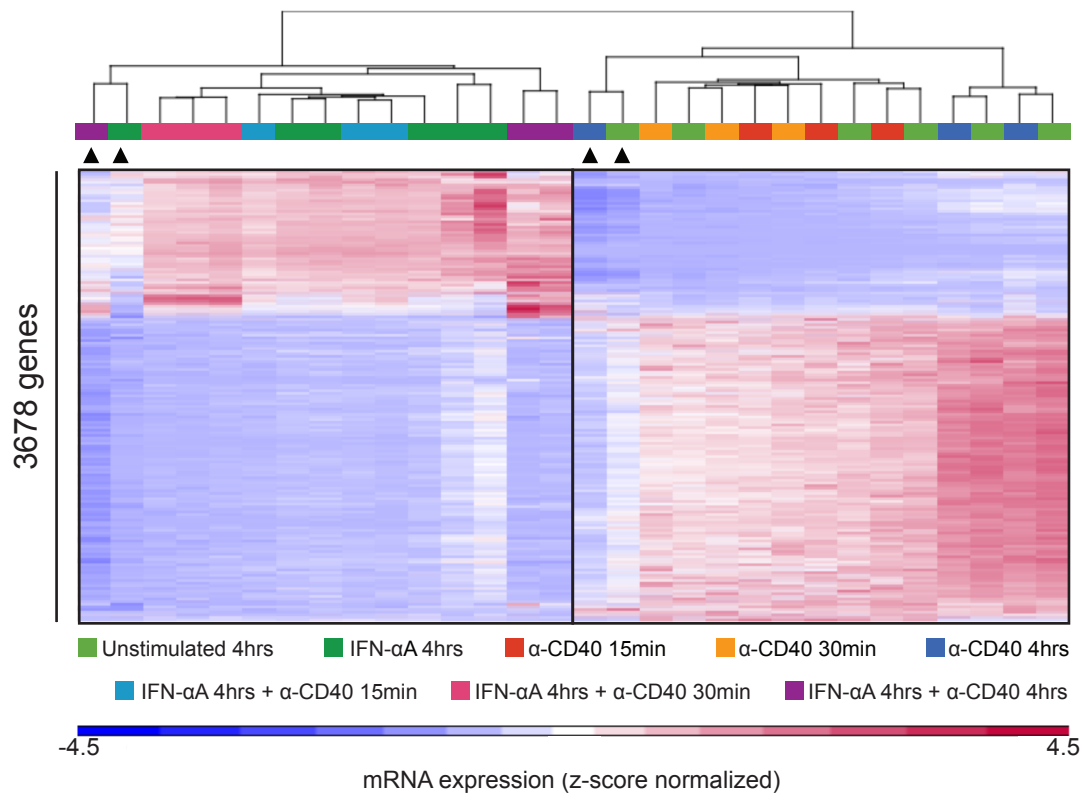 3678 genes
Unstimulated 4hrs IFN-αA 4hrs α-CD40 15min α-CD40 30min α-CD40 4hrs
IFN-αA 4hrs + α-CD40 15min IFN-αA 4hrs + α-CD40 30min IFN-αA 4hrs + α-CD40 4hrs
-4.5 4.5
mRNA expression (z-score normalized)